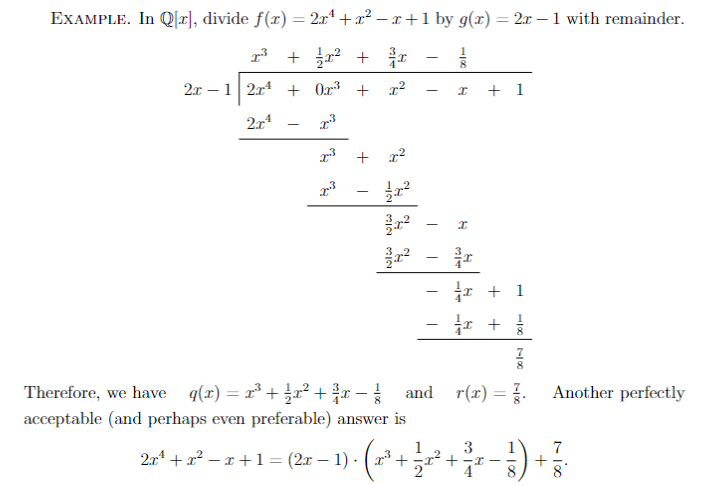 EXAMPLE. In ℚ[x], divide f(x) = 2x⁴ + x² − x + 1 by g(x) = 2x − 1 with remainder.
x³ + ½x² + ¾x − ⅛
2x − 1 | 2x⁴ + 0x³ + x² − x + 1
2x⁴ − x³
x³ + x²
x³ − ½x²
3/2x² − x
3/2x² − ¾x
− ¼x + 1
− ¼x + ⅛
⅞
Therefore, we have q(x) = x³ + ½x² + ¾x − ⅛ and r(x) = ⅞. Another perfectly
acceptable (and perhaps even preferable) answer is
2x⁴ + x² − x + 1 = (2x − 1) · (x³ + ½x² + ¾x − ⅛) + ⅞.